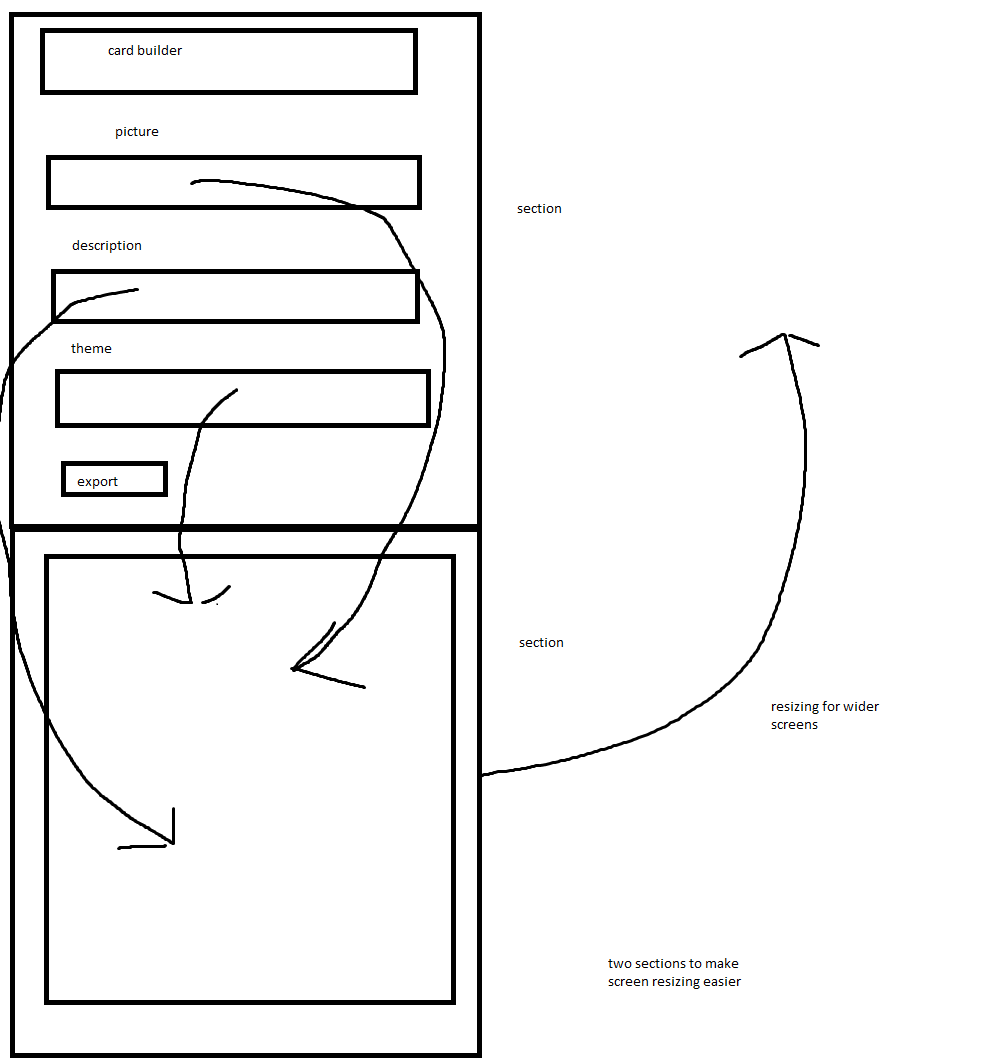 card builder
picture
section
description
theme
export
section
resizing for wider
screens
two sections to make
screen resizing easier